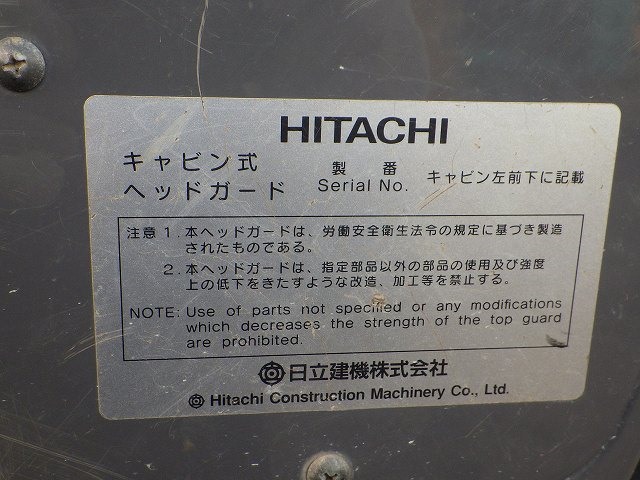 HITACHI
キャビン式
ヘッドガード
製番
Serial No.
キャビン左前下に記載
注意 1. 本ヘッドガードは、労働安全衛生法令の規定に基づき製造
されたものである。
2. 本ヘッドガードは、指定部品以外の部品の使用及び強度
上の低下をきたすような改造、加工等を禁止する。
NOTE: Use of parts not specified or any modifications
which decreases the strength of the top guard
are prohibited.
日立建機株式会社
Hitachi Construction Machinery Co., Ltd.